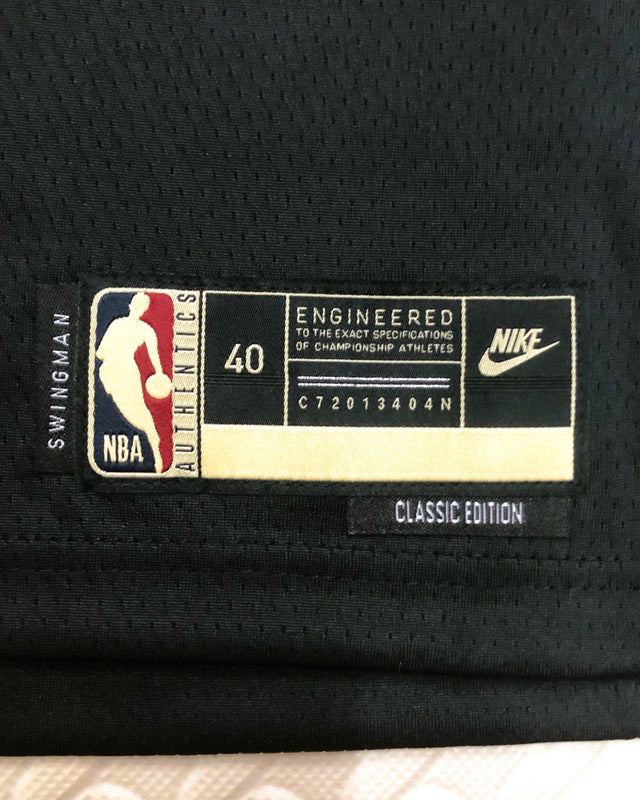 SWINGMAN
NBA
AUTHENTICS
40
ENGINEERED
TO THE EXACT SPECIFICATIONS
OF CHAMPIONSHIP ATHLETES
C72013404N
NIKE
CLASSIC EDITION